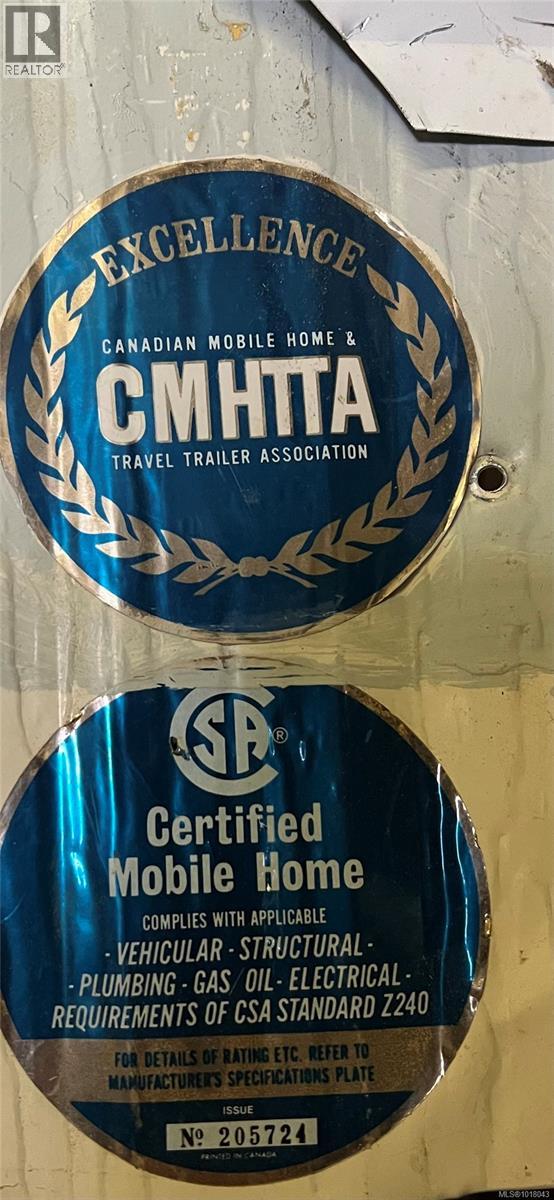 R
REALTOR®
EXCELLENCE
CANADIAN MOBILE HOME &
CMHTTA
TRAVEL TRAILER ASSOCIATION
CSA®
Certified
Mobile Home
COMPLIES WITH APPLICABLE
- VEHICULAR - STRUCTURAL -
- PLUMBING - GAS OIL - ELECTRICAL -
REQUIREMENTS OF CSA STANDARD Z240
FOR DETAILS OF RATING ETC. REFER TO
MANUFACTURER'S SPECIFICATIONS PLATE
ISSUE
Nº 205724
PRINTED IN CANADA
MLS®1018043